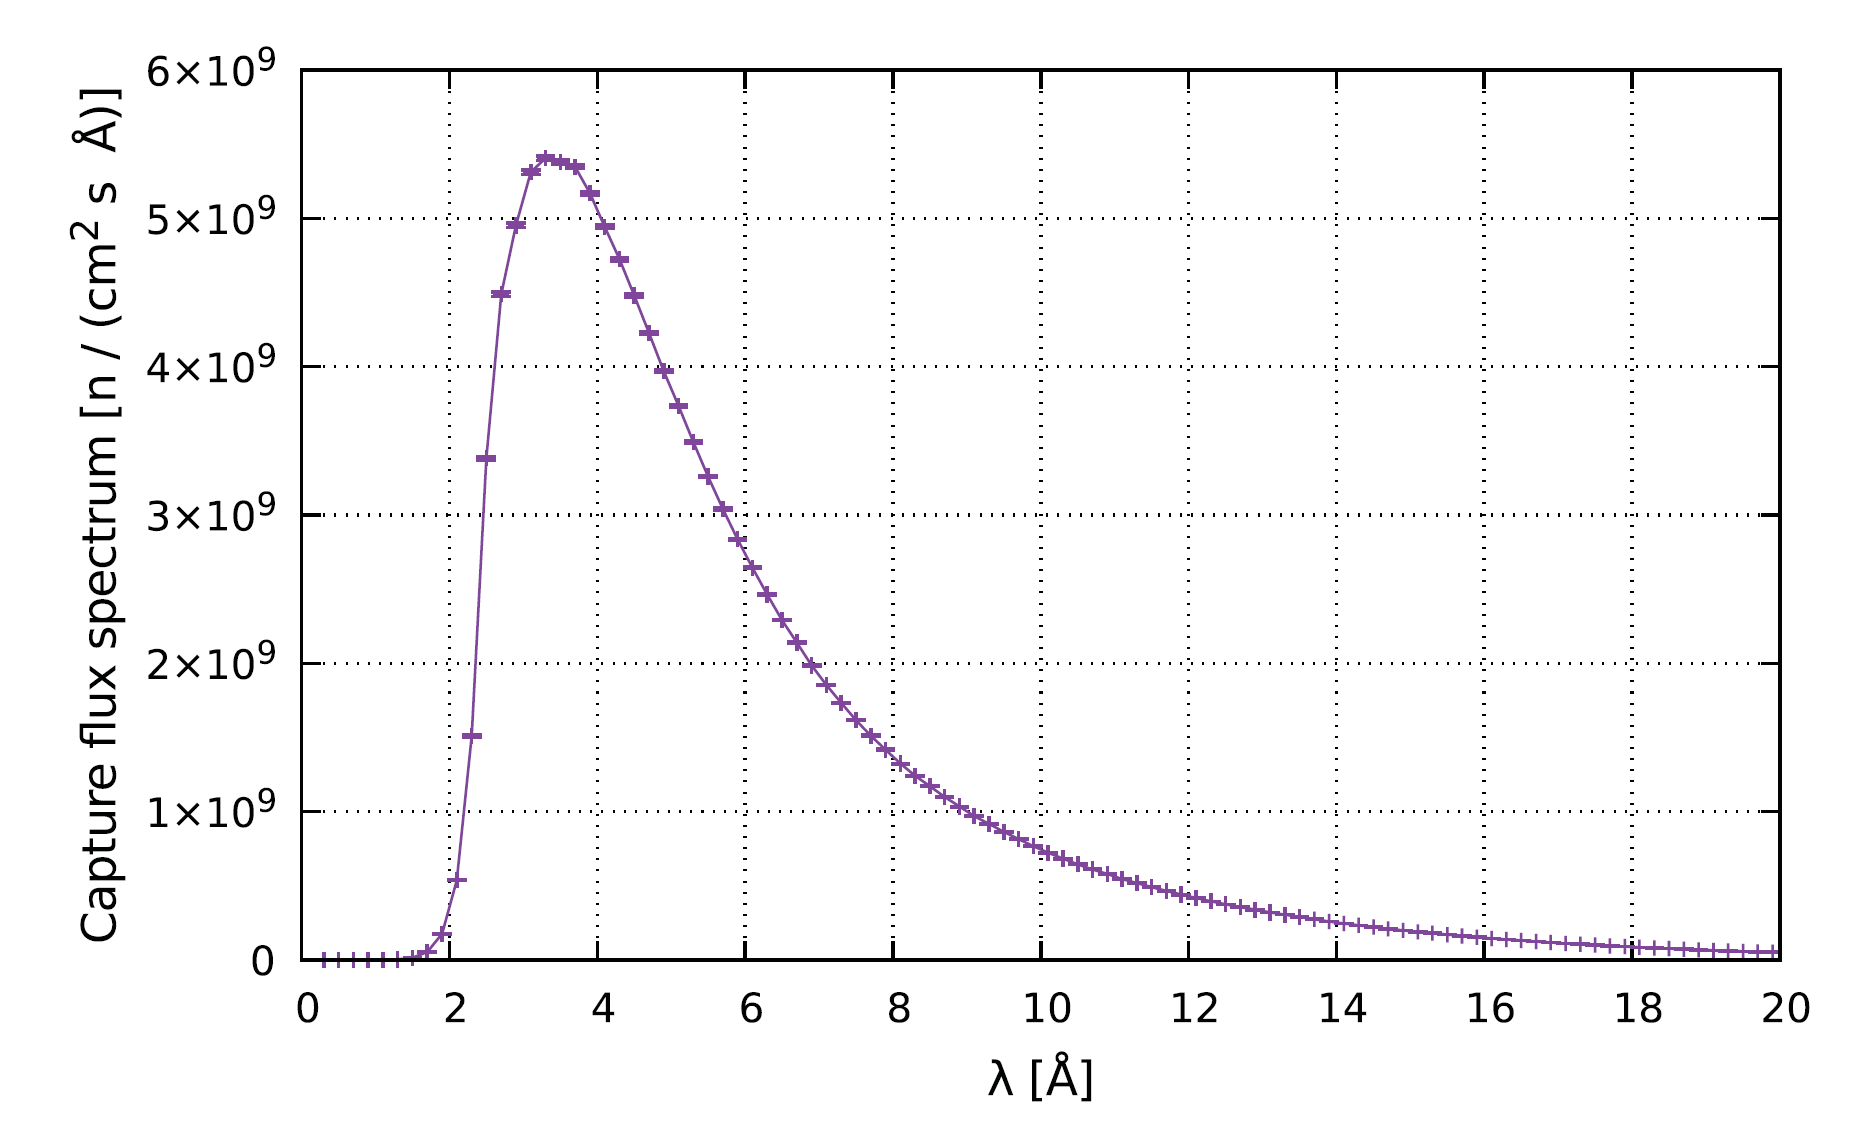 Capture flux spectrum [n / (cm² s Å)]
6×10⁹
5×10⁹
4×10⁹
3×10⁹
2×10⁹
1×10⁹
0
0 2 4 6 8 10 12 14 16 18 20
λ [Å]